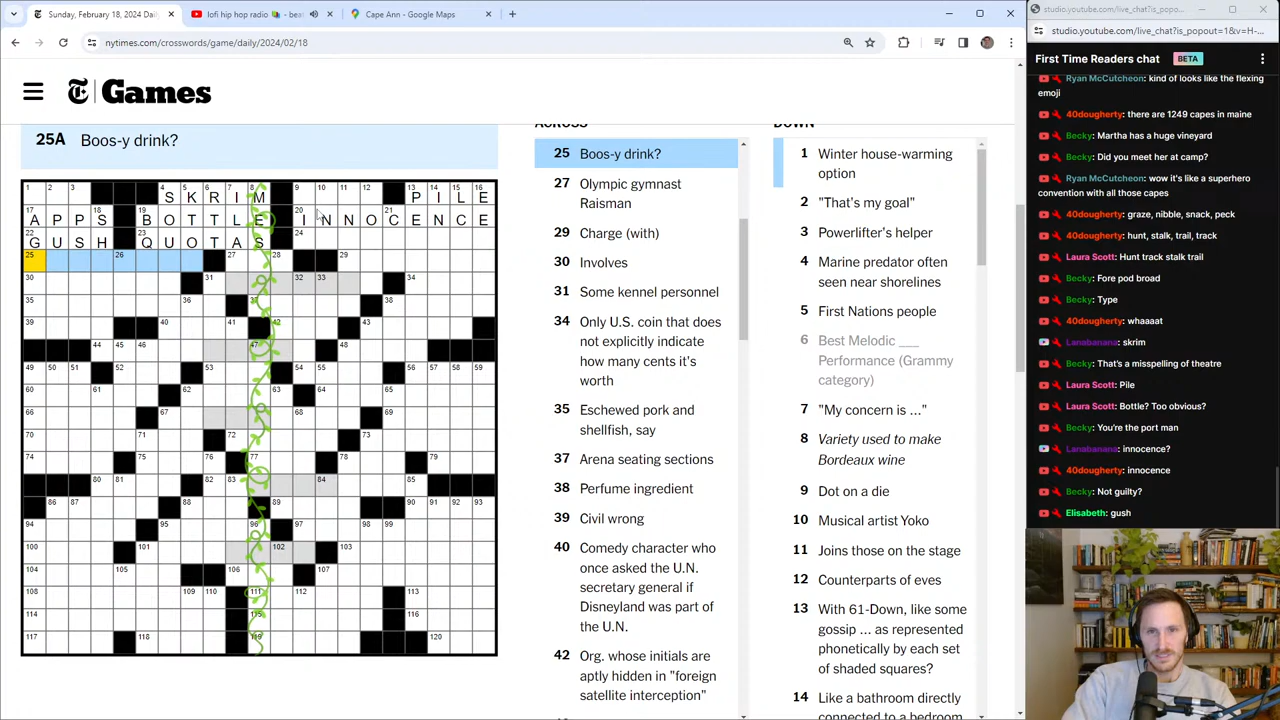 Sunday, February 18, 2024 Daily
lofi hip hop radio - beat
Cape Ann - Google Maps
nytimes.com/crosswords/game/daily/2024/02/18
Games
25A Boos-y drink?
ACROSS
25 Boos-y drink?
27 Olympic gymnast
Raisman
29 Charge (with)
30 Involves
31 Some kennel personnel
34 Only U.S. coin that does
not explicitly indicate
how many cents it's
worth
35 Eschewed pork and
shellfish, say
37 Arena seating sections
38 Perfume ingredient
39 Civil wrong
40 Comedy character who
once asked the U.N.
secretary general if
Disneyland was part of
the U.N.
42 Org. whose initials are
aptly hidden in "foreign
satellite interception"
DOWN
1 Winter house-warming
option
2 "That's my goal"
3 Powerlifter's helper
4 Marine predator often
seen near shorelines
5 First Nations people
6 Best Melodic ___
Performance (Grammy
category)
7 "My concern is ..."
8 Variety used to make
Bordeaux wine
9 Dot on a die
10 Musical artist Yoko
11 Joins those on the stage
12 Counterparts of eves
13 With 61-Down, like some
gossip ... as represented
phonetically by each set
of shaded squares?
14 Like a bathroom directly
connected to a bedroom
SKRIM
PILE
APPS
BOTTLE
INNOCENCE
GUSH
QUOTAS
studio.youtube.com/live_chat?is_popout=1&v=H-...
studio.youtube.com/live_chat?is_popout=1&v=H-...
First Time Readers chat BETA
Ryan McCutcheon: kind of looks like the flexing
emoji
40dougherty: there are 1249 capes in maine
Becky: Martha has a huge vineyard
Becky: Did you meet her at camp?
Ryan McCutcheon: wow it's like a superhero
convention with all those capes
40dougherty: graze, nibble, snack, peck
40dougherty: hunt, stalk, trail, track
Laura Scott: Hunt track stalk trail
Becky: Fore pod broad
Becky: Type
40dougherty: whaaaat
Lanabanana: skrim
Becky: That's a misspelling of theatre
Laura Scott: Pile
Laura Scott: Bottle? Too obvious?
Becky: You're the port man
Lanabanana: innocence?
40dougherty: innocence
Becky: Not guilty?
Elisabeth: gush